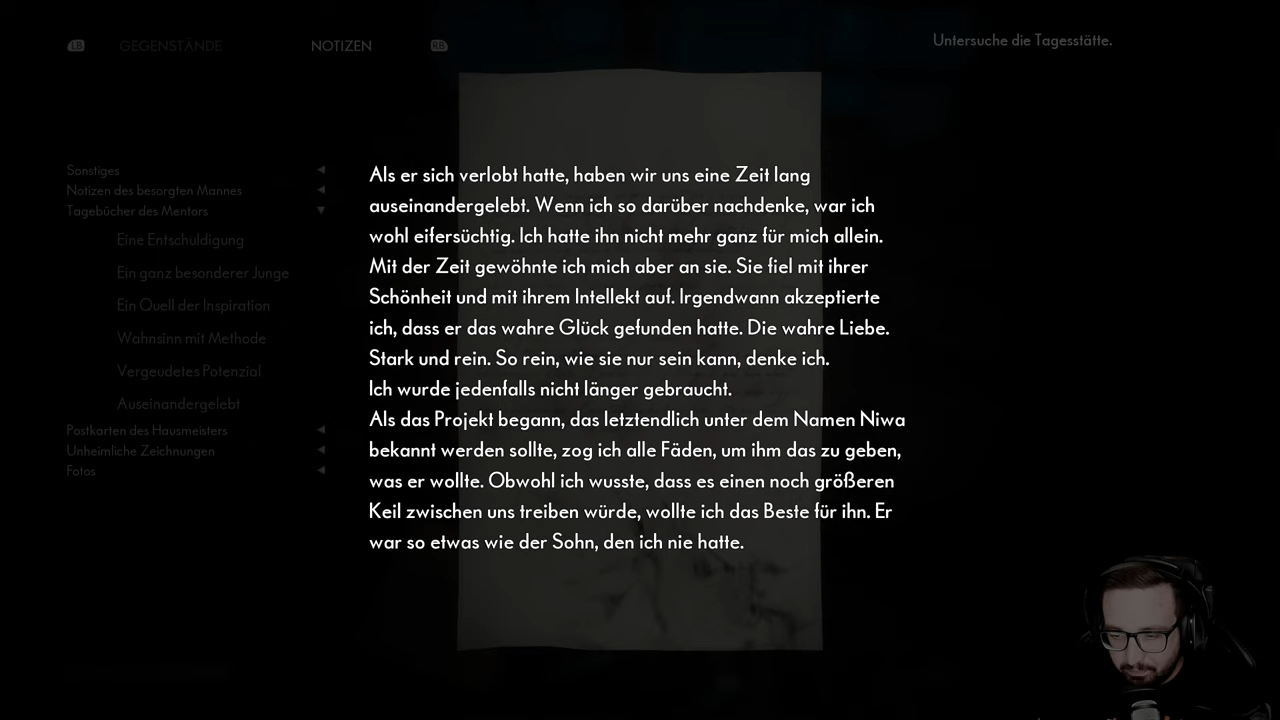 LB GEGENSTÄNDE NOTIZEN RB
Untersuche die Tagesstätte.
Sonstiges
Notizen des besorgten Mannes
Tagebücher des Mentors
Eine Entschuldigung
Ein ganz besonderer Junge
Ein Quell der Inspiration
Wahnsinn mit Methode
Vergeudetes Potenzial
Auseinandergelebt
Postkarten des Hausmeisters
Unheimliche Zeichnungen
Fotos
Als er sich verlobt hatte, haben wir uns eine Zeit lang
auseinandergelebt. Wenn ich so darüber nachdenke, war ich
wohl eifersüchtig. Ich hatte ihn nicht mehr ganz für mich allein.
Mit der Zeit gewöhnte ich mich aber an sie. Sie fiel mit ihrer
Schönheit und mit ihrem Intellekt auf. Irgendwann akzeptierte
ich, dass er das wahre Glück gefunden hatte. Die wahre Liebe.
Stark und rein. So rein, wie sie nur sein kann, denke ich.
Ich wurde jedenfalls nicht länger gebraucht.
Als das Projekt begann, das letztendlich unter dem Namen Niwa
bekannt werden sollte, zog ich alle Fäden, um ihm das zu geben,
was er wollte. Obwohl ich wusste, dass es einen noch größeren
Keil zwischen uns treiben würde, wollte ich das Beste für ihn. Er
war so etwas wie der Sohn, den ich nie hatte.